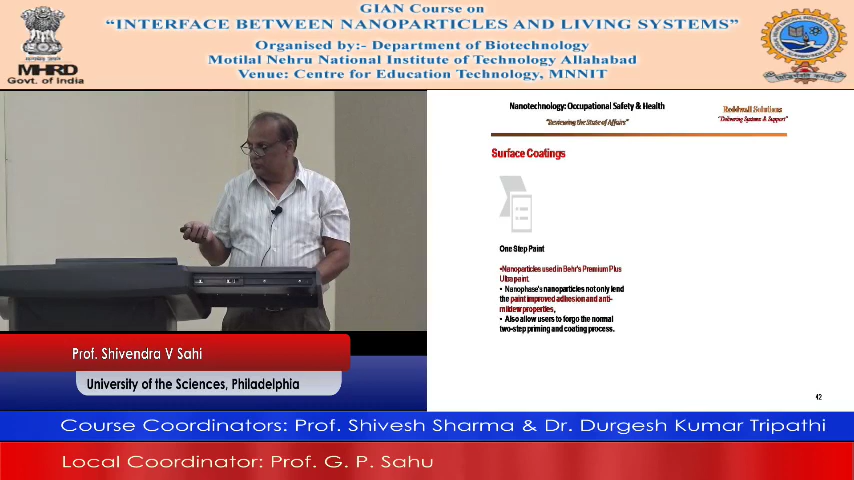 GIAN Course on
“INTERFACE BETWEEN NANOPARTICLES AND LIVING SYSTEMS”
Organised by:- Department of Biotechnology
Motilal Nehru National Institute of Technology Allahabad
Venue: Centre for Education Technology, MNNIT
MHRD
Govt. of India
Nanotechnology: Occupational Safety & Health
"Reviewing the State of Affairs"
Reddwall Solutions
"Delivering Systems & Support"
Surface Coatings
One Step Paint
•Nanoparticles used in Behr's Premium Plus
Ultra paint.
• Nanophase's nanoparticles not only lend
the paint improved adhesion and anti-
mildew properties,
• Also allow users to forgo the normal
two-step priming and coating process.
42
Prof. Shivendra V Sahi
University of the Sciences, Philadelphia
Course Coordinators: Prof. Shivesh Sharma & Dr. Durgesh Kumar Tripathi
Local Coordinator: Prof. G. P. Sahu